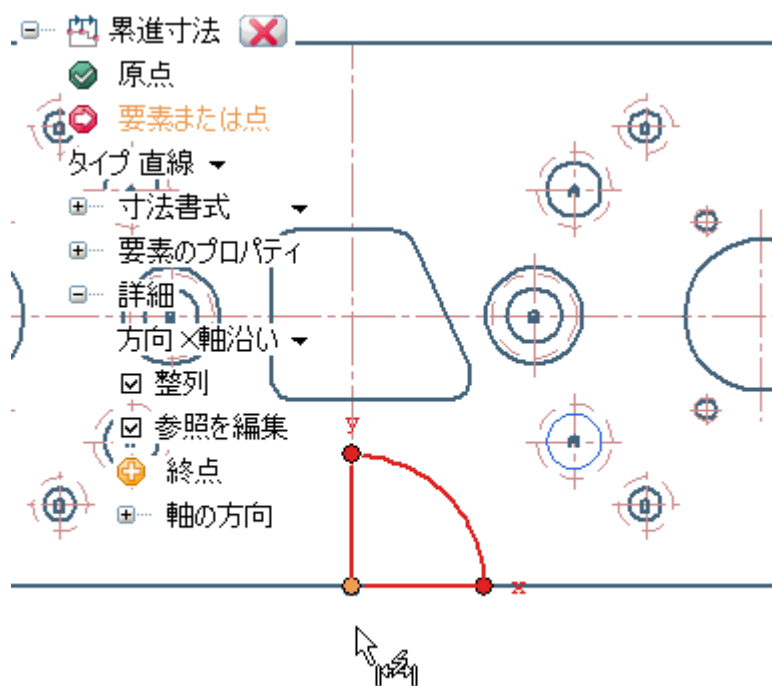 累進寸法
原点
要素または点
タイプ 直線
寸法書式
要素のプロパティ
詳細
方向 X軸沿い
整列
参照を編集
終点
軸の方向
y
x